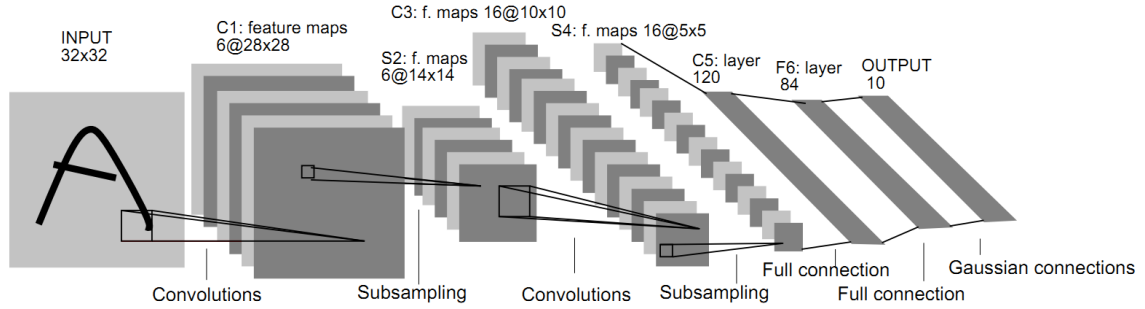 INPUT
32x32
C1: feature maps
6@28x28
S2: f. maps
6@14x14
C3: f. maps 16@10x10
S4: f. maps 16@5x5
C5: layer
120
F6: layer
84
OUTPUT
10
Convolutions
Subsampling
Convolutions
Subsampling
Full connection
Full connection
Gaussian connections